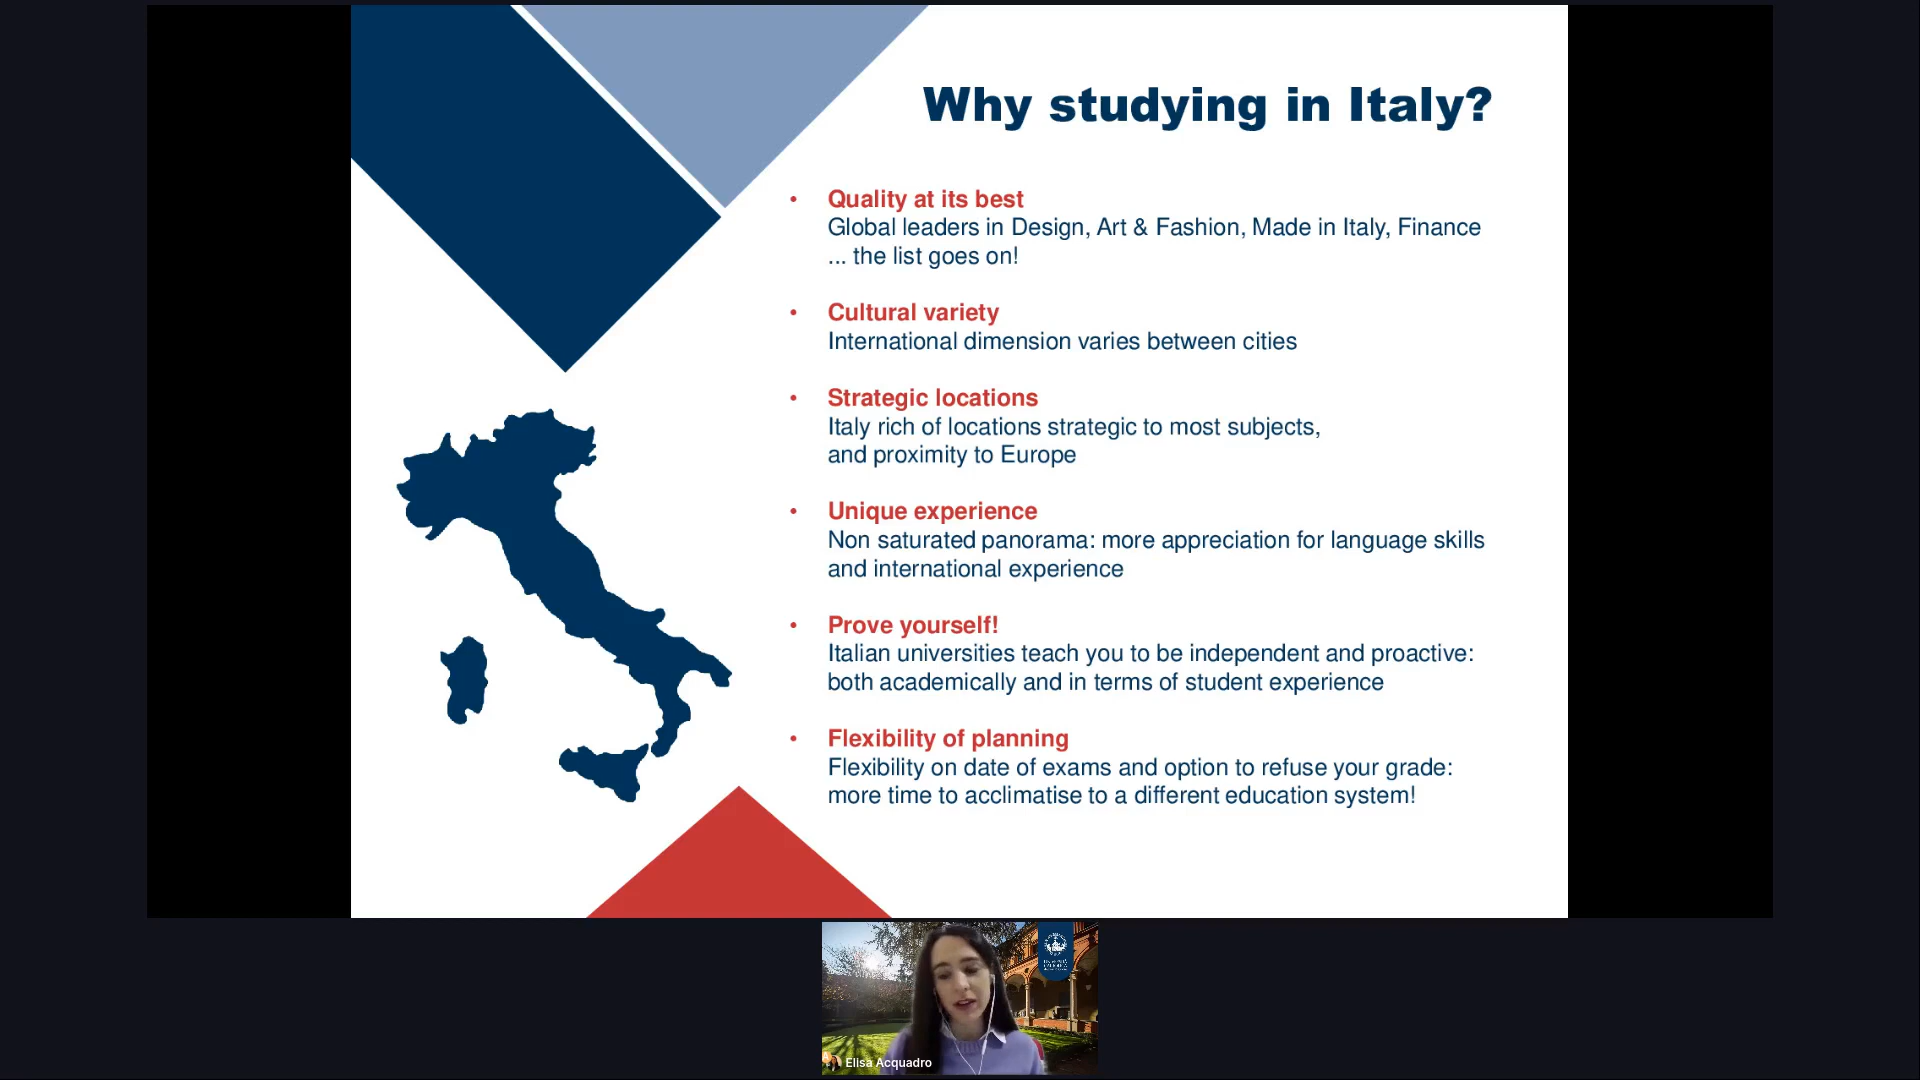 Why studying in Italy?
• Quality at its best
Global leaders in Design, Art & Fashion, Made in Italy, Finance
... the list goes on!
• Cultural variety
International dimension varies between cities
• Strategic locations
Italy rich of locations strategic to most subjects,
and proximity to Europe
• Unique experience
Non saturated panorama: more appreciation for language skills
and international experience
• Prove yourself!
Italian universities teach you to be independent and proactive:
both academically and in terms of student experience
• Flexibility of planning
Flexibility on date of exams and option to refuse your grade:
more time to acclimatise to a different education system!
Elisa Acquadro